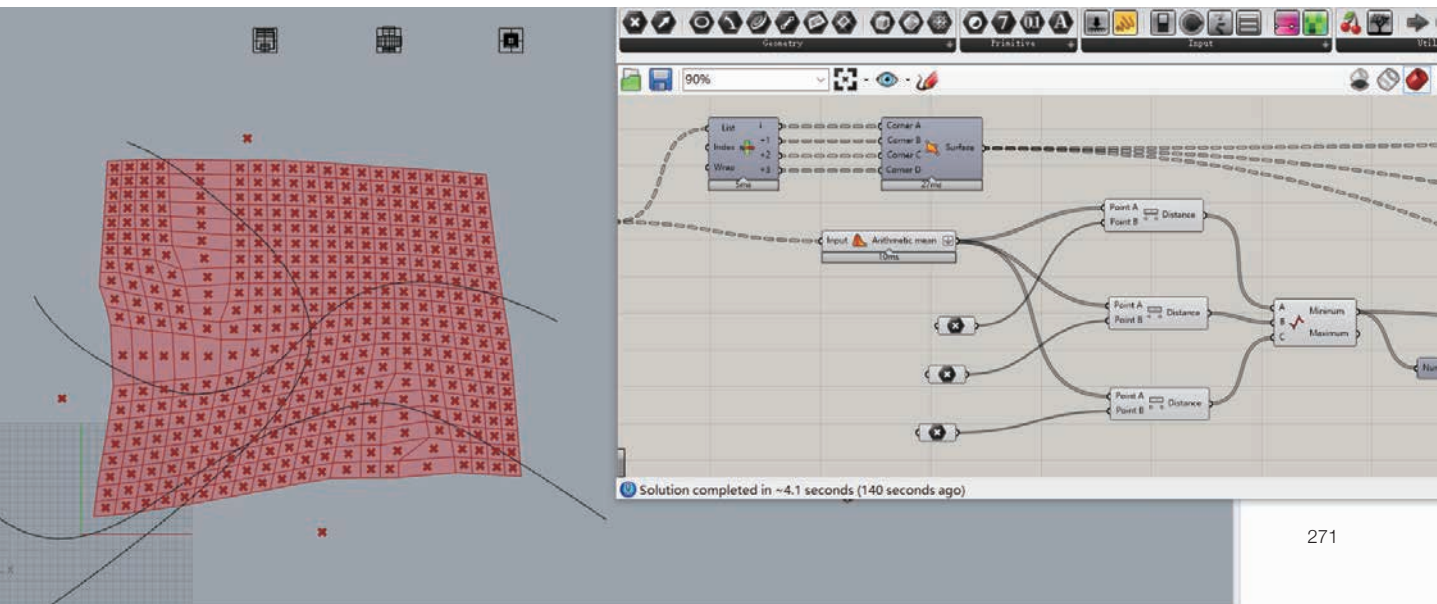 Geometry
Primitive
Input
90%
List
i
Index
+1
Wrap
+2
+3
5ms
Corner A
Corner B
Corner C
Corner D
Surface
27ms
Input
Arithmetic mean
10ms
Point A
Point B
Distance
Point A
Point B
Distance
Point A
Point B
Distance
A
B
C
Minimum
Maximum
Solution completed in ~4.1 seconds (140 seconds ago)
271
x